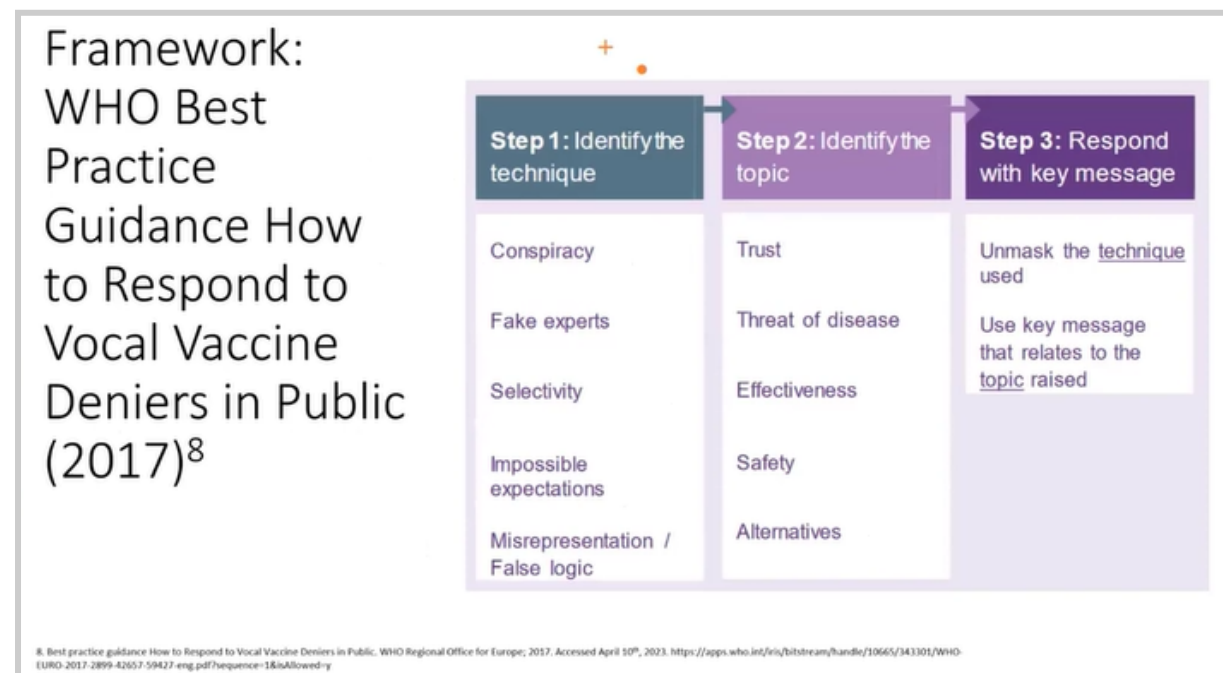 Framework:
WHO Best
Practice
Guidance How
to Respond to
Vocal Vaccine
Deniers in Public
(2017)⁸
Step 1: Identify the
technique
Conspiracy
Fake experts
Selectivity
Impossible
expectations
Misrepresentation /
False logic
Step 2: Identify the
topic
Trust
Threat of disease
Effectiveness
Safety
Alternatives
Step 3: Respond
with key message
Unmask the technique
used
Use key message
that relates to the
topic raised
8. Best practice guidance How to Respond to Vocal Vaccine Deniers in Public. WHO Regional Office for Europe; 2017. Accessed April 10th, 2023. https://apps.who.int/iris/bitstream/handle/10665/343301/WHO-
EURO-2017-2899-42657-59427-eng.pdf?sequence=1&isAllowed=y